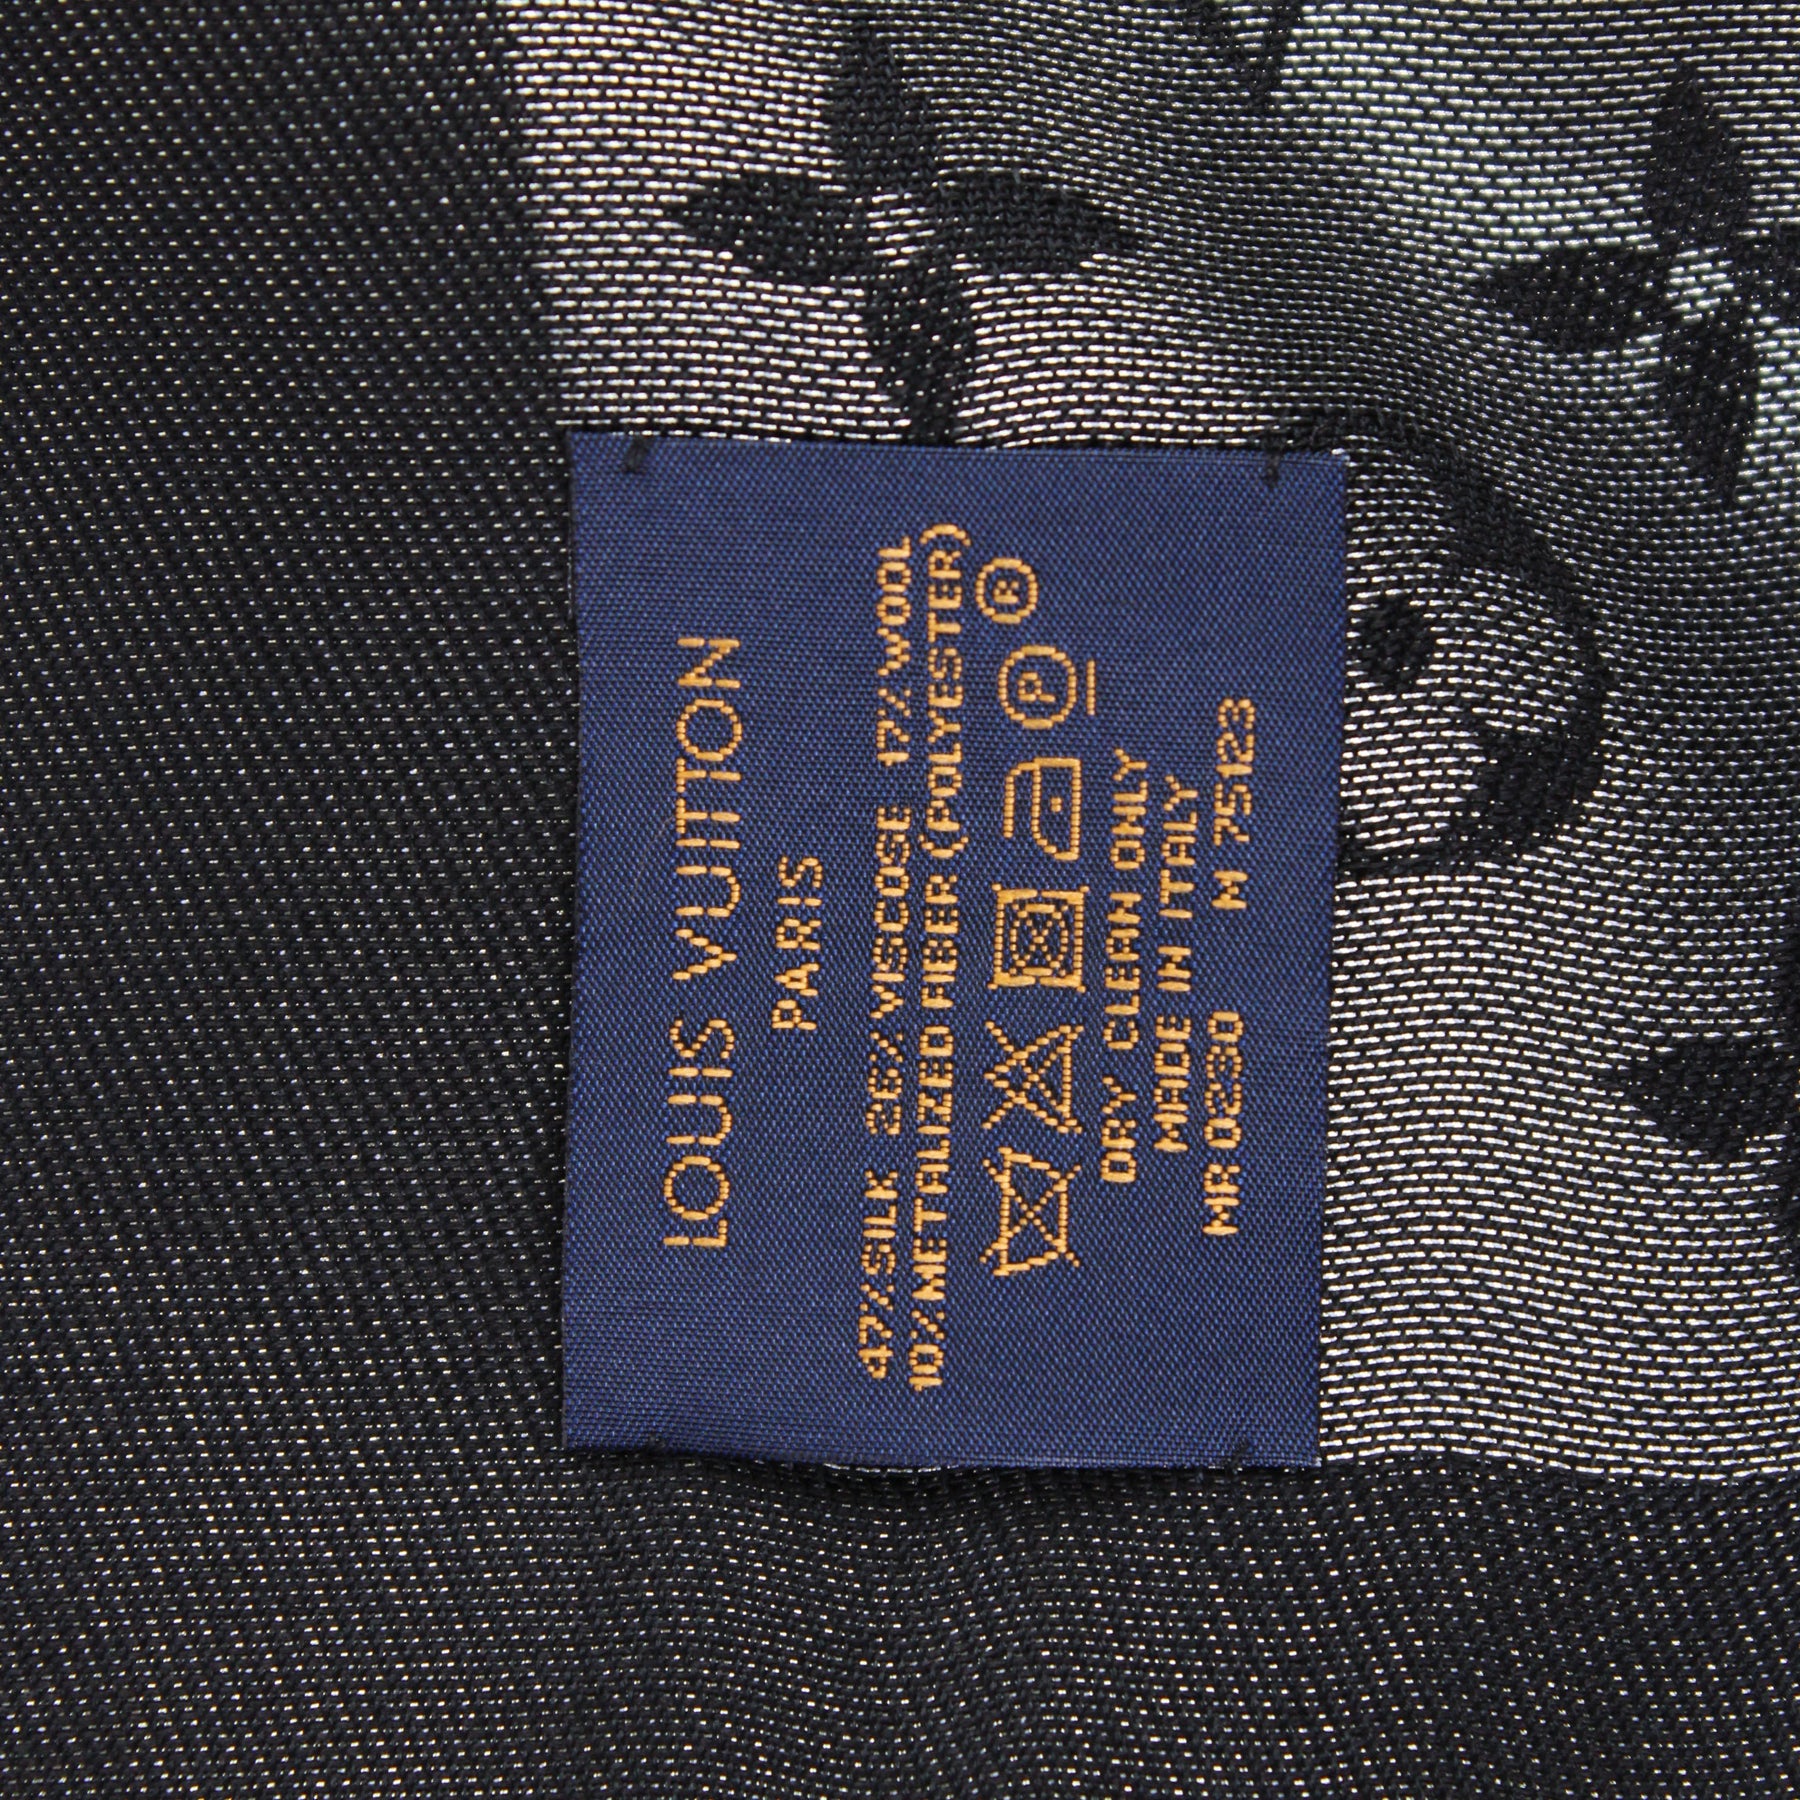 LOUIS VUITTON
PARIS
47% SILK 26% VISCOSE 17% WOOL
10% METALIZED FIBER (POLYESTER)
P ®
DRY CLEAN ONLY
MADE IN ITALY
MR 0230 M 75123